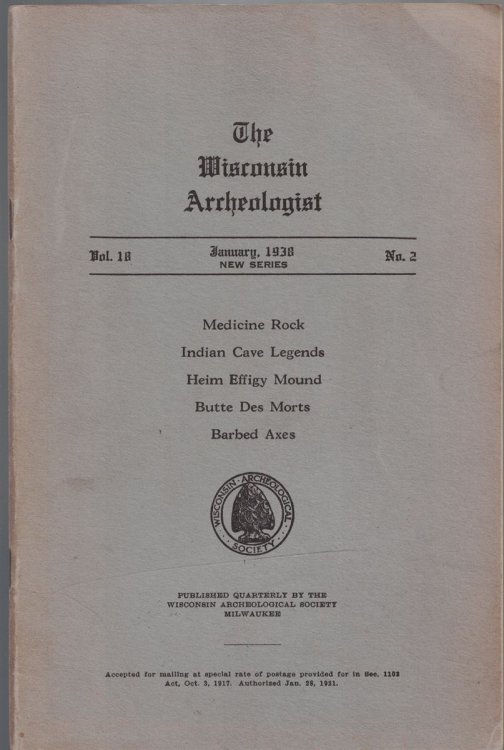 The
Wisconsin
Archeologist
Vol. 18
January, 1938
NEW SERIES
No. 2
Medicine Rock
Indian Cave Legends
Heim Effigy Mound
Butte Des Morts
Barbed Axes
WISCONSIN · ARCHEOLOGICAL
SOCIETY
PUBLISHED QUARTERLY BY THE
WISCONSIN ARCHEOLOGICAL SOCIETY
MILWAUKEE
Accepted for mailing at special rate of postage provided for in Sec. 1103
Act, Oct. 3, 1917. Authorized Jan. 28, 1921.